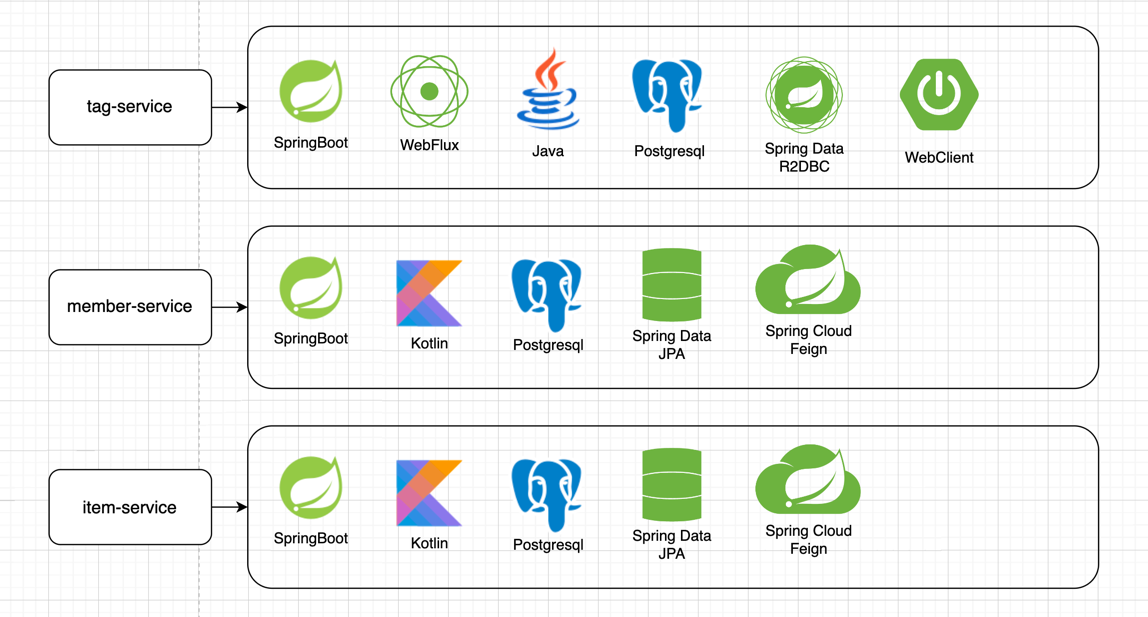 tag-service
SpringBoot
WebFlux
Java
Postgresql
Spring Data
R2DBC
WebClient
member-service
SpringBoot
Kotlin
Postgresql
Spring Data
JPA
Spring Cloud
Feign
item-service
SpringBoot
Kotlin
Postgresql
Spring Data
JPA
Spring Cloud
Feign